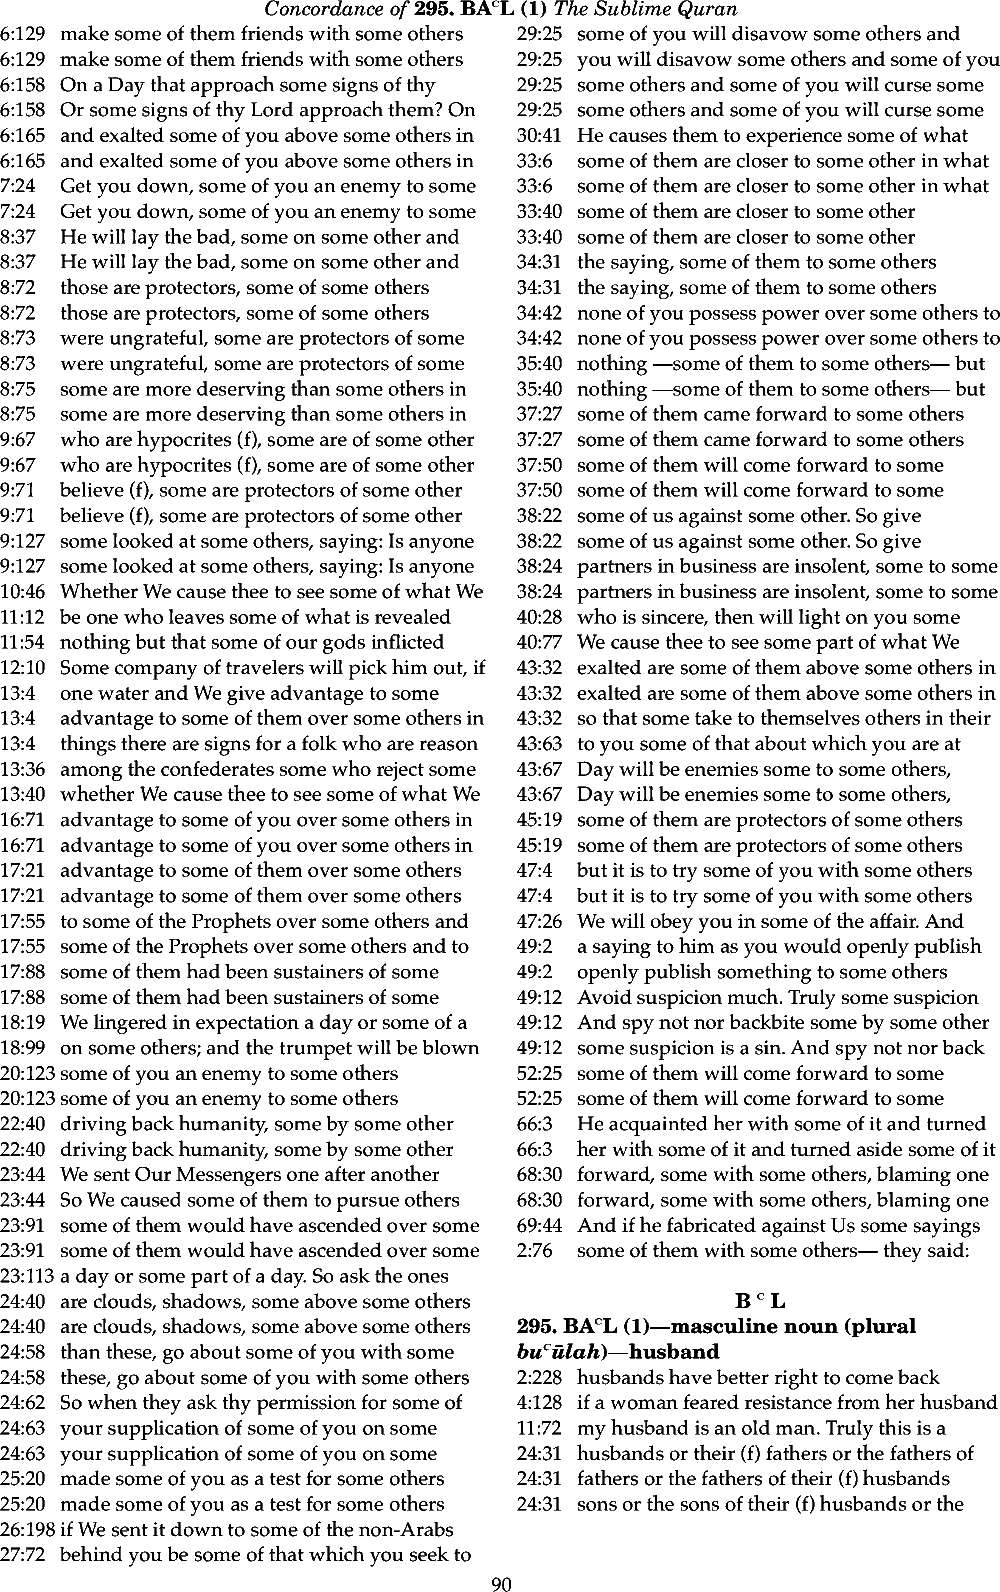 Concordance of 295. BAᶜL (1) The Sublime Quran
6:129 make some of them friends with some others
6:129 make some of them friends with some others
6:158 On a Day that approach some signs of thy
6:158 Or some signs of thy Lord approach them? On
6:165 and exalted some of you above some others in
6:165 and exalted some of you above some others in
7:24 Get you down, some of you an enemy to some
7:24 Get you down, some of you an enemy to some
8:37 He will lay the bad, some on some other and
8:37 He will lay the bad, some on some other and
8:72 those are protectors, some of some others
8:72 those are protectors, some of some others
8:73 were ungrateful, some are protectors of some
8:73 were ungrateful, some are protectors of some
8:75 some are more deserving than some others in
8:75 some are more deserving than some others in
9:67 who are hypocrites (f), some are of some other
9:67 who are hypocrites (f), some are of some other
9:71 believe (f), some are protectors of some other
9:71 believe (f), some are protectors of some other
9:127 some looked at some others, saying: Is anyone
9:127 some looked at some others, saying: Is anyone
10:46 Whether We cause thee to see some of what We
11:12 be one who leaves some of what is revealed
11:54 nothing but that some of our gods inflicted
12:10 Some company of travelers will pick him out, if
13:4 one water and We give advantage to some
13:4 advantage to some of them over some others in
13:4 things there are signs for a folk who are reason
13:36 among the confederates some who reject some
13:40 whether We cause thee to see some of what We
16:71 advantage to some of you over some others in
16:71 advantage to some of you over some others in
17:21 advantage to some of them over some others
17:21 advantage to some of them over some others
17:55 to some of the Prophets over some others and
17:55 some of the Prophets over some others and to
17:88 some of them had been sustainers of some
17:88 some of them had been sustainers of some
18:19 We lingered in expectation a day or some of a
18:99 on some others; and the trumpet will be blown
20:123 some of you an enemy to some others
20:123 some of you an enemy to some others
22:40 driving back humanity, some by some other
22:40 driving back humanity, some by some other
23:44 We sent Our Messengers one after another
23:44 So We caused some of them to pursue others
23:91 some of them would have ascended over some
23:91 some of them would have ascended over some
23:113 a day or some part of a day. So ask the ones
24:40 are clouds, shadows, some above some others
24:40 are clouds, shadows, some above some others
24:58 than these, go about some of you with some
24:58 these, go about some of you with some others
24:62 So when they ask thy permission for some of
24:63 your supplication of some of you on some
24:63 your supplication of some of you on some
25:20 made some of you as a test for some others
25:20 made some of you as a test for some others
26:198 if We sent it down to some of the non-Arabs
27:72 behind you be some of that which you seek to
29:25 some of you will disavow some others and
29:25 you will disavow some others and some of you
29:25 some others and some of you will curse some
29:25 some others and some of you will curse some
30:41 He causes them to experience some of what
33:6 some of them are closer to some other in what
33:6 some of them are closer to some other in what
33:40 some of them are closer to some other
33:40 some of them are closer to some other
34:31 the saying, some of them to some others
34:31 the saying, some of them to some others
34:42 none of you possess power over some others to
34:42 none of you possess power over some others to
35:40 nothing —some of them to some others— but
35:40 nothing —some of them to some others— but
37:27 some of them came forward to some others
37:27 some of them came forward to some others
37:50 some of them will come forward to some
37:50 some of them will come forward to some
38:22 some of us against some other. So give
38:22 some of us against some other. So give
38:24 partners in business are insolent, some to some
38:24 partners in business are insolent, some to some
40:28 who is sincere, then will light on you some
40:77 We cause thee to see some part of what We
43:32 exalted are some of them above some others in
43:32 exalted are some of them above some others in
43:32 so that some take to themselves others in their
43:63 to you some of that about which you are at
43:67 Day will be enemies some to some others,
43:67 Day will be enemies some to some others,
45:19 some of them are protectors of some others
45:19 some of them are protectors of some others
47:4 but it is to try some of you with some others
47:4 but it is to try some of you with some others
47:26 We will obey you in some of the affair. And
49:2 a saying to him as you would openly publish
49:2 openly publish something to some others
49:12 Avoid suspicion much. Truly some suspicion
49:12 And spy not nor backbite some by some other
49:12 some suspicion is a sin. And spy not nor back
52:25 some of them will come forward to some
52:25 some of them will come forward to some
66:3 He acquainted her with some of it and turned
66:3 her with some of it and turned aside some of it
68:30 forward, some with some others, blaming one
68:30 forward, some with some others, blaming one
69:44 And if he fabricated against Us some sayings
2:76 some of them with some others— they said:
B ᶜ L
295. BAᶜL (1)—masculine noun (plural
buᶜūlah)—husband
2:228 husbands have better right to come back
4:128 if a woman feared resistance from her husband
11:72 my husband is an old man. Truly this is a
24:31 husbands or their (f) fathers or the fathers of
24:31 fathers or the fathers of their (f) husbands
24:31 sons or the sons of their (f) husbands or the
90